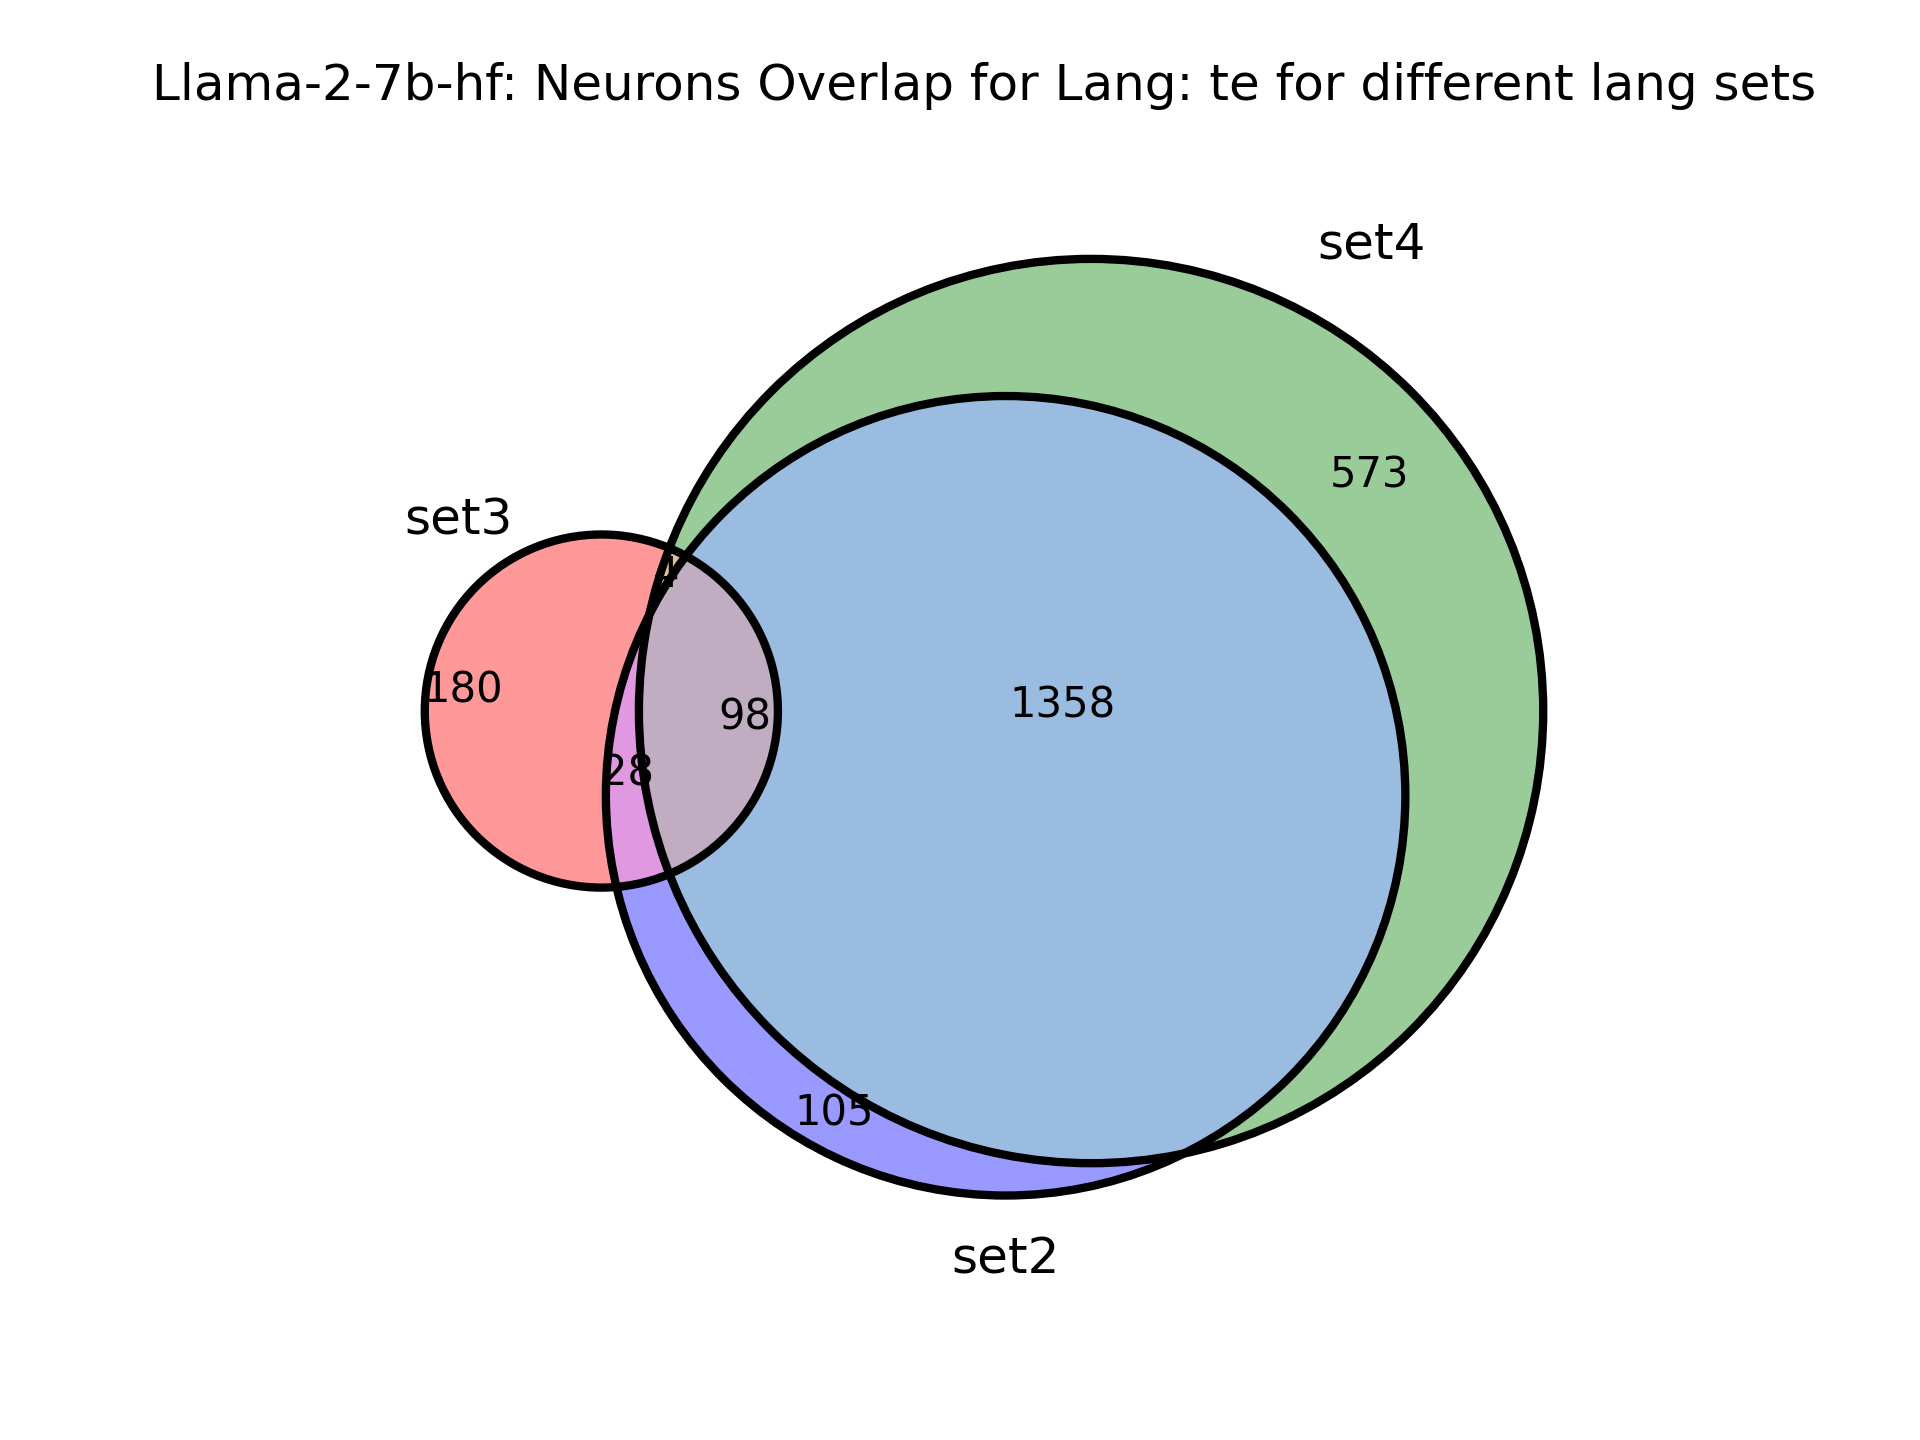 Llama-2-7b-hf: Neurons Overlap for Lang: te for different lang sets
set4
573
set3
4
180
98
1358
28
105
set2